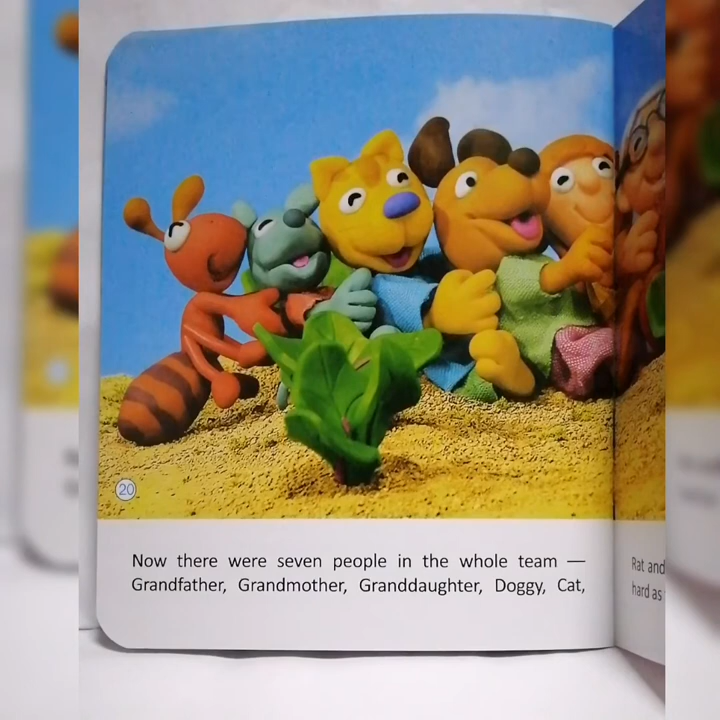 20
Now there were seven people in the whole team —
Grandfather, Grandmother, Granddaughter, Doggy, Cat,
Rat and
hard as